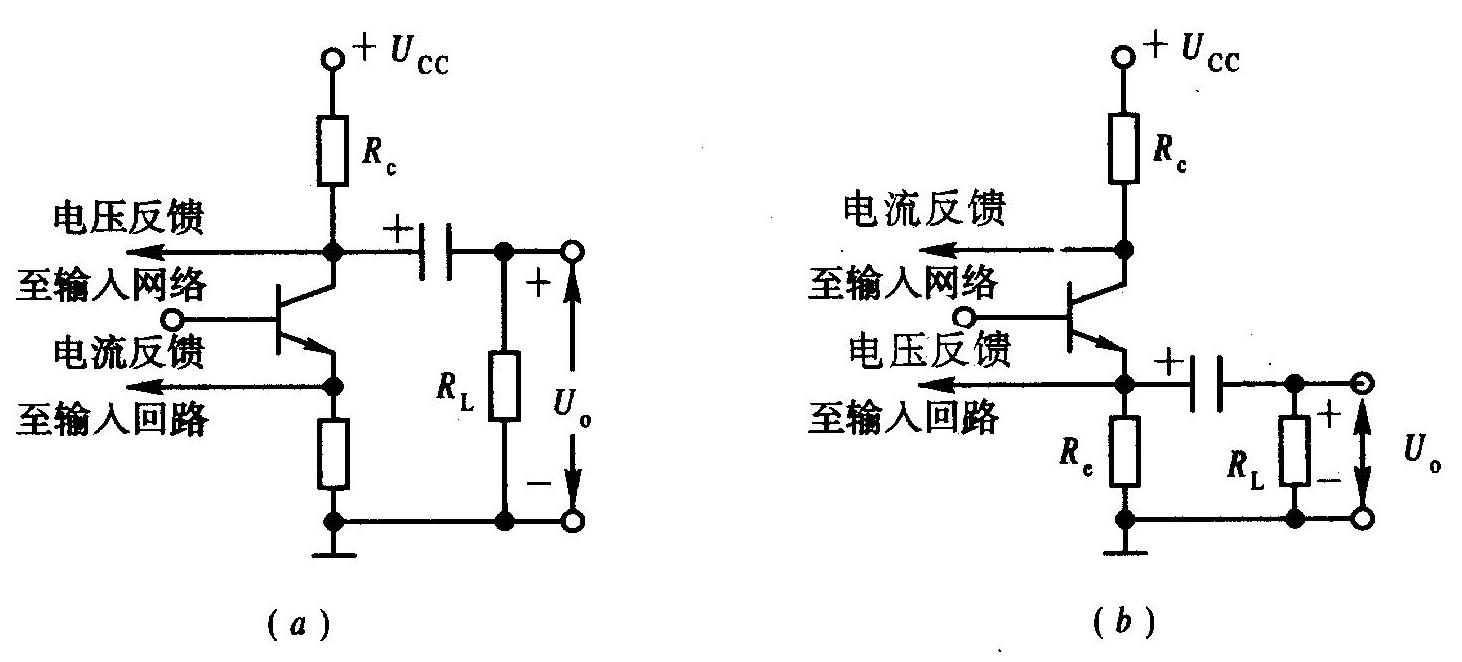 + U_CC
R_c
电压反馈
+
至输入网络
+
电流反馈
R_L
U_o
至输入回路
−
(a)
+ U_CC
R_c
电流反馈
至输入网络
电压反馈
+
至输入回路
+
R_e
R_L
−
U_o
(b)